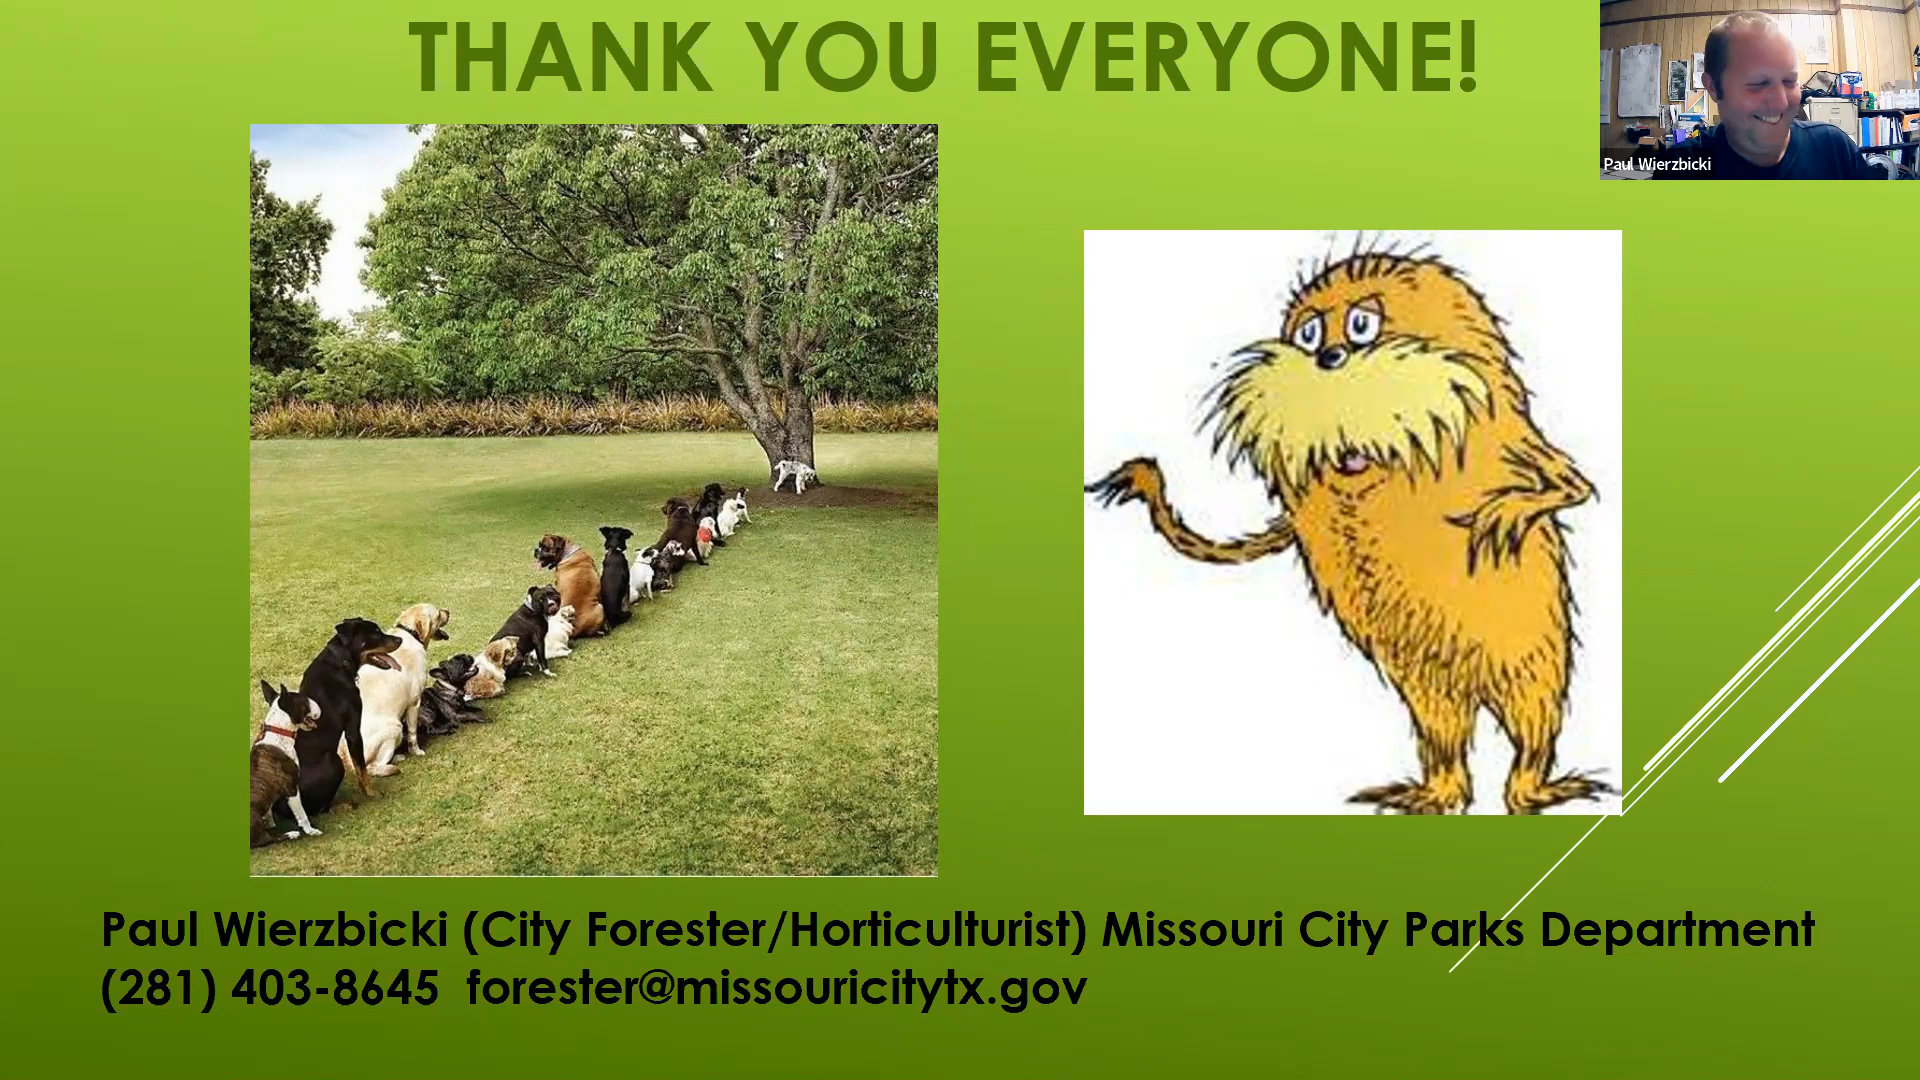 THANK YOU EVERYONE!
Paul Wierzbicki
Paul Wierzbicki (City Forester/Horticulturist) Missouri City Parks Department
(281) 403-8645 forester@missouricitytx.gov